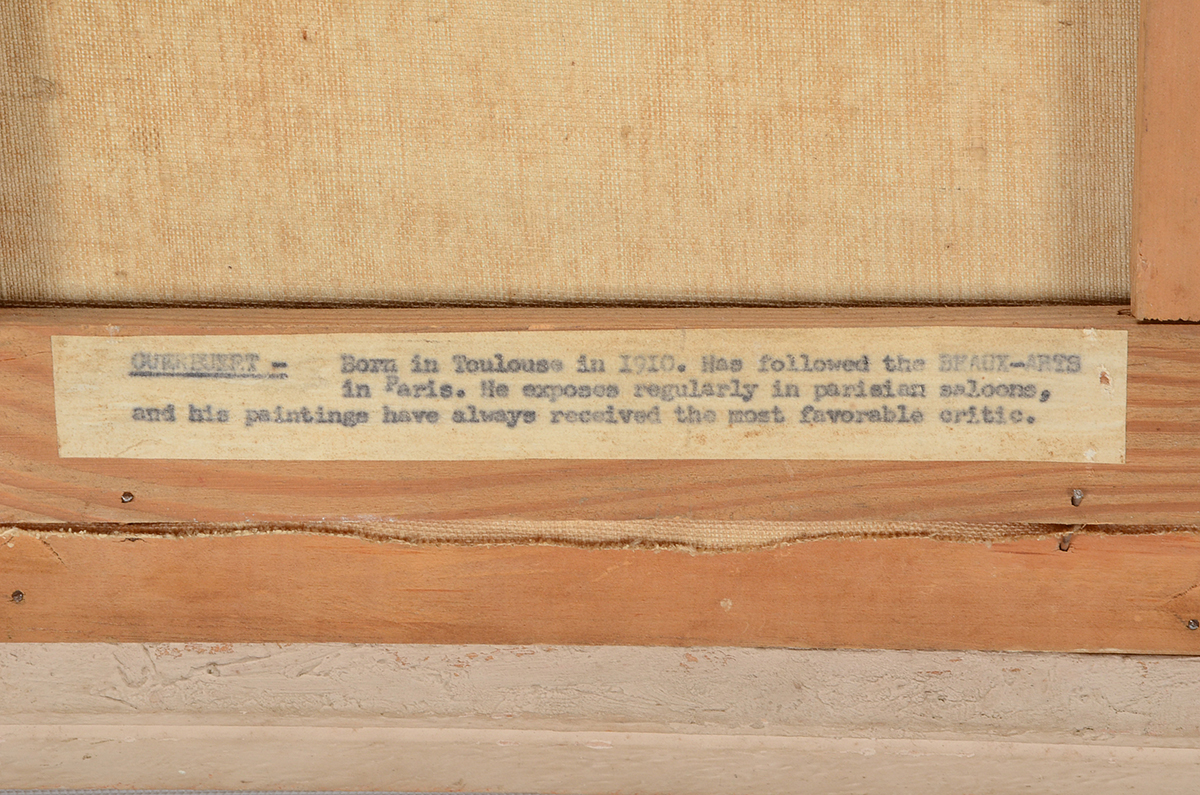 Born in Toulouse in 1910. Has followed the BEAUX-ARTS
in Paris. He exposes regularly in parisian saloons,
and his paintings have always received the most favorable critic.